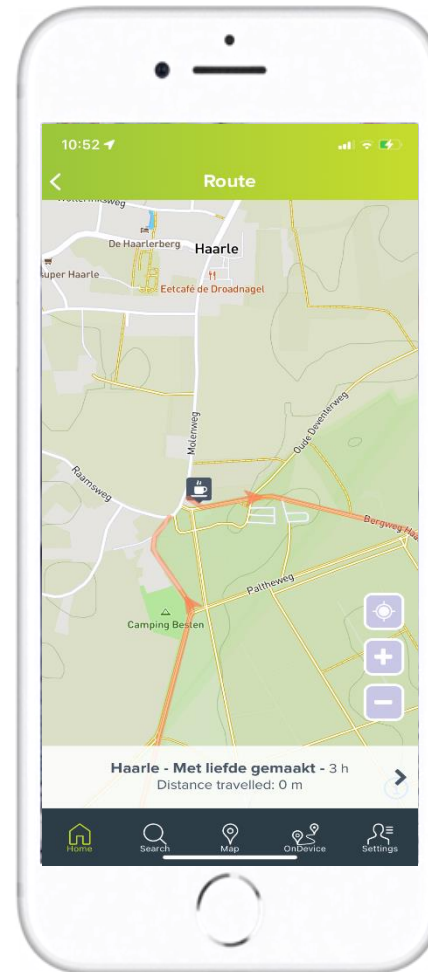 10:52
Route
De Haarlerberg
Haarle
super Haarle
Eetcafé de Droadnagel
Molenweg
Oude Deventerweg
Raamsweg
Bergweg Haa
Paltheweg
Camping Besten
Haarle - Met liefde gemaakt - 3 h
Distance travelled: 0 m
Home
Search
Map
OnDevice
Settings